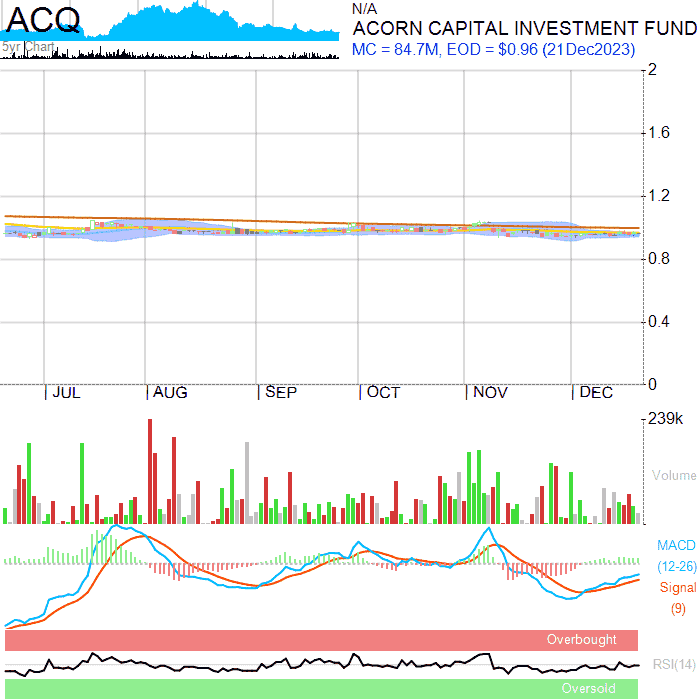 ACQ
5yr Chart
N/A
ACORN CAPITAL INVESTMENT FUND
MC = 84.7M, EOD = $0.96 (21Dec2023)
2
1.6
1.2
0.8
0.4
0
JUL AUG SEP OCT NOV DEC
239k
Volume
MACD
(12-26)
Signal
(9)
Overbought
RSI(14)
Oversold